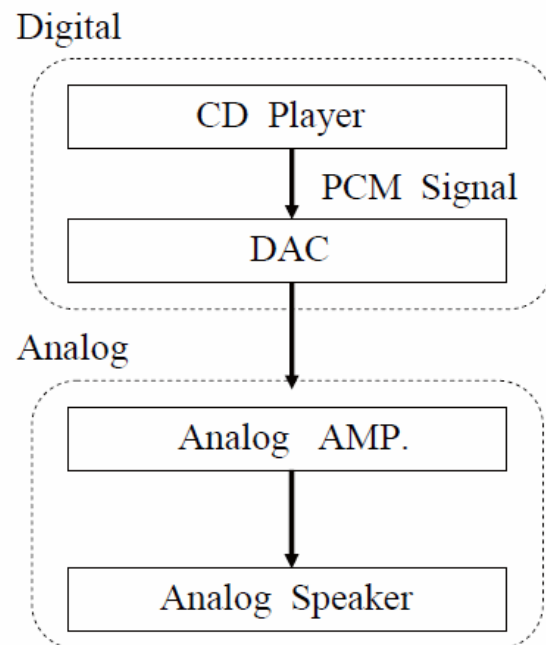 Digital
CD Player
PCM Signal
DAC
Analog
Analog AMP.
Analog Speaker